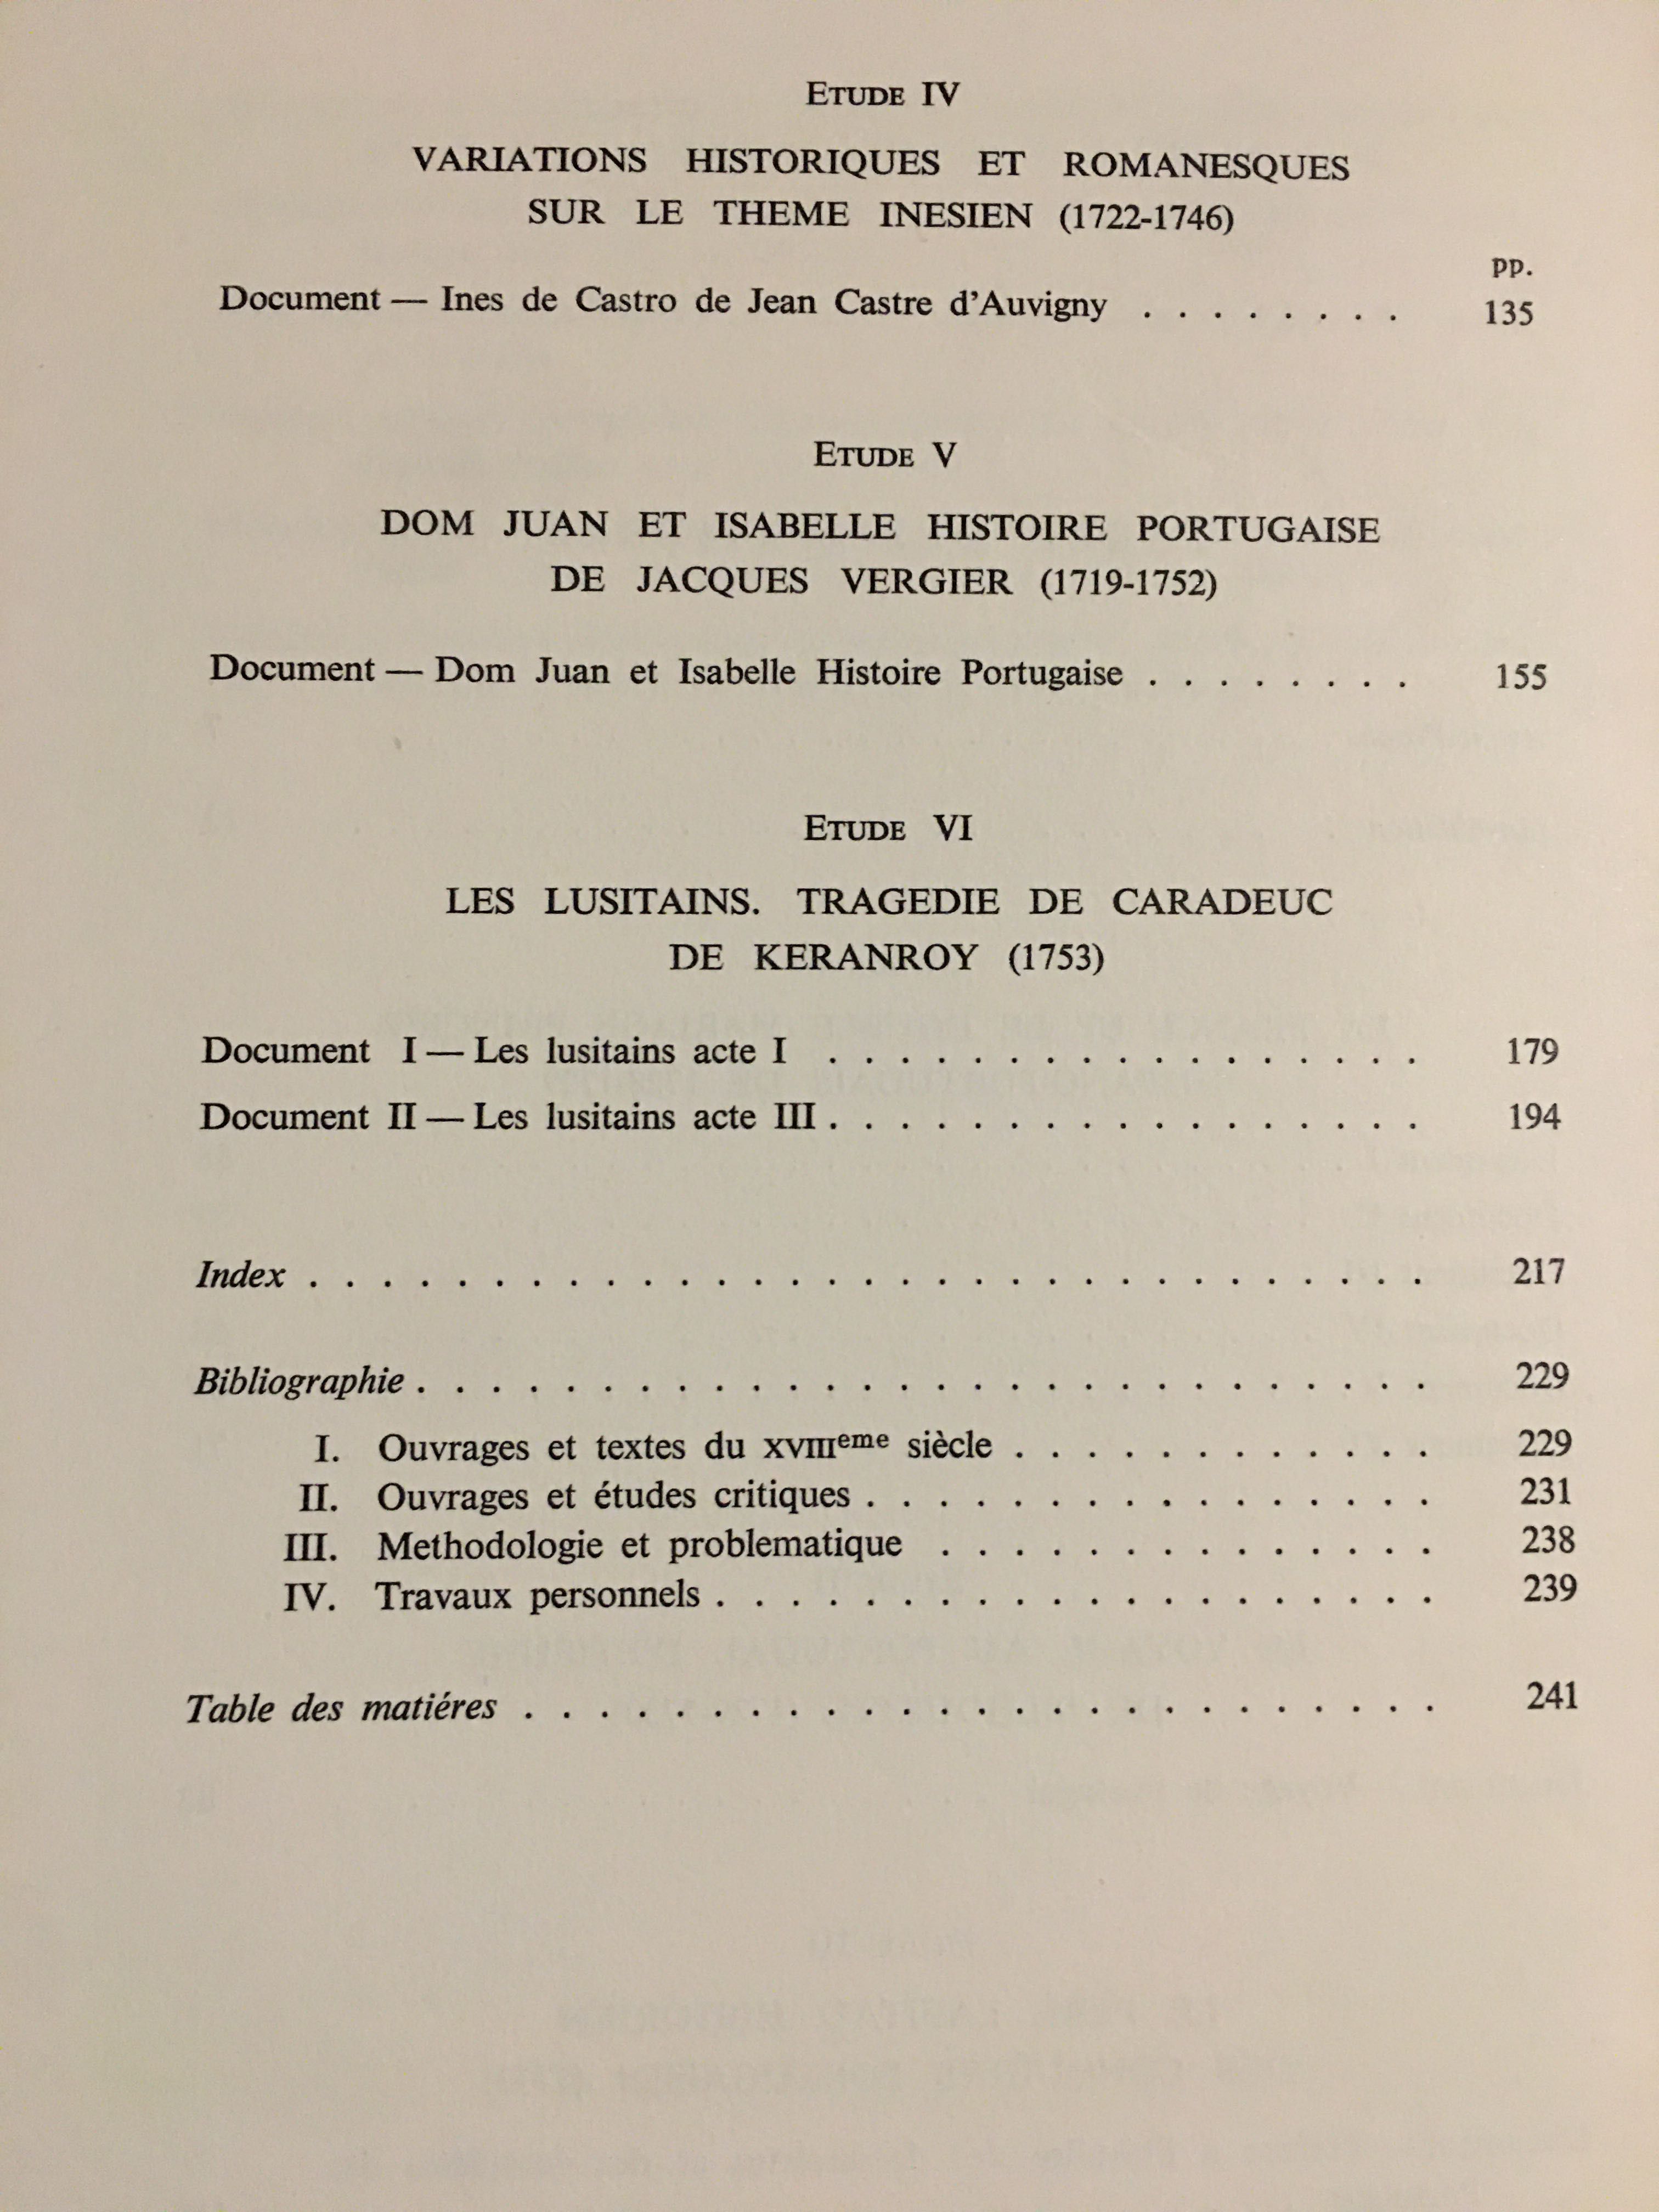 ETUDE IV
VARIATIONS HISTORIQUES ET ROMANESQUES
SUR LE THEME INESIEN (1722-1746)
pp.
Document — Ines de Castro de Jean Castre d'Auvigny . . . . . . . . 135
ETUDE V
DOM JUAN ET ISABELLE HISTOIRE PORTUGAISE
DE JACQUES VERGIER (1719-1752)
Document — Dom Juan et Isabelle Histoire Portugaise . . . . . . . . 155
ETUDE VI
LES LUSITAINS. TRAGEDIE DE CARADEUC
DE KERANROY (1753)
Document I — Les lusitains acte I . . . . . . . . . . . . . . . . . 179
Document II — Les lusitains acte III . . . . . . . . . . . . . . . . . 194
Index . . . . . . . . . . . . . . . . . . . . . . . . . . . . . . . 217
Bibliographie . . . . . . . . . . . . . . . . . . . . . . . . . . . . 229
I. Ouvrages et textes du XVIIIeme siècle . . . . . . . . . . . . 229
II. Ouvrages et études critiques . . . . . . . . . . . . . . . . 231
III. Methodologie et problematique . . . . . . . . . . . . . . 238
IV. Travaux personnels . . . . . . . . . . . . . . . . . . . . 239
Table des matiéres . . . . . . . . . . . . . . . . . . . . . . . . . 241